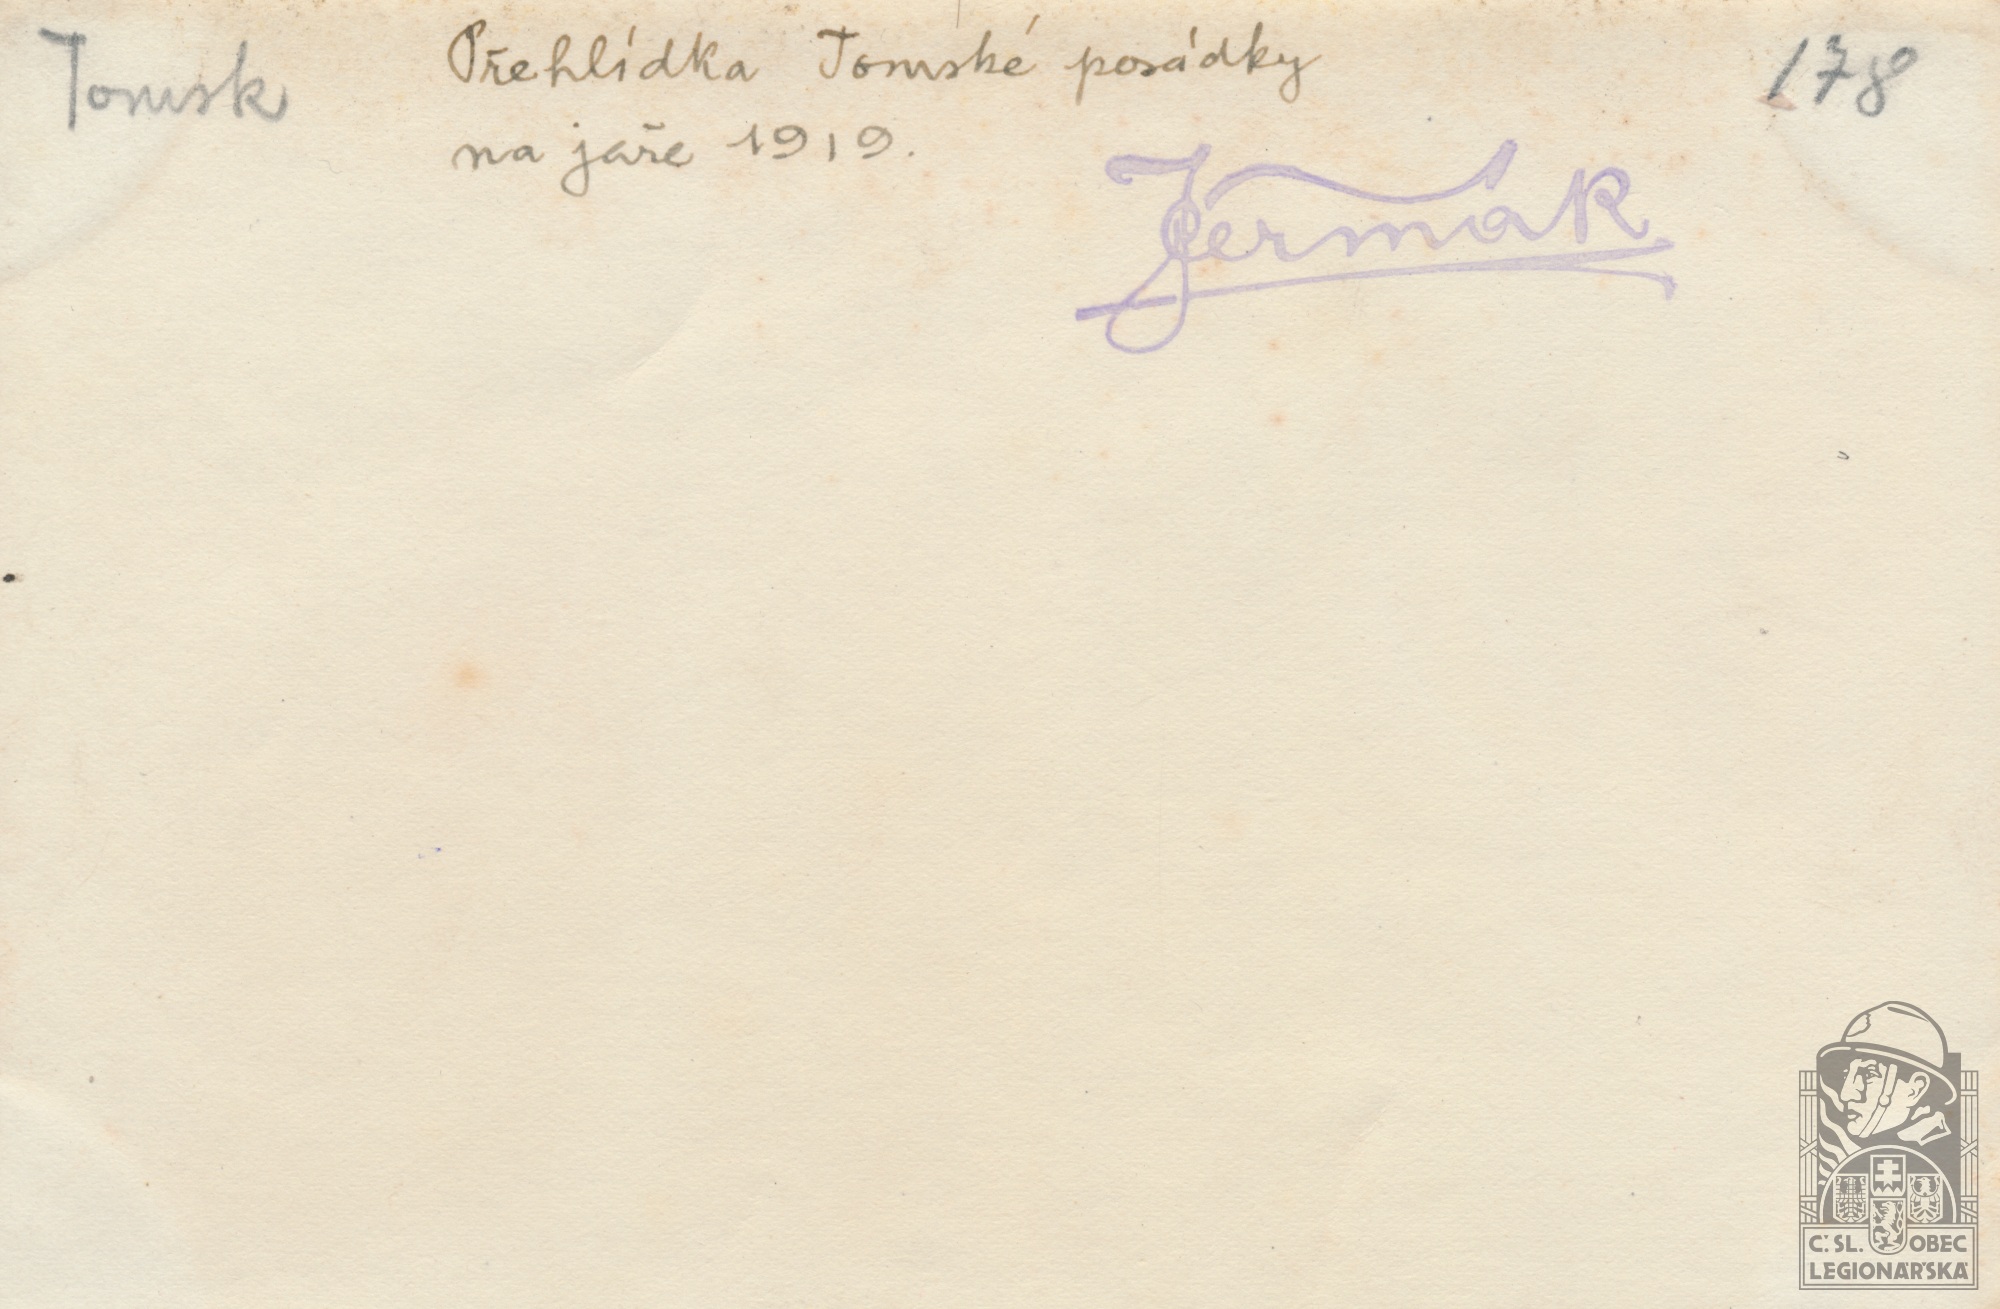 Tomsk
Přehlídka Tomské posádky
na jaře 1919.
178
Jermák
Č.SL. OBEC
LEGIONÁŘSKÁ